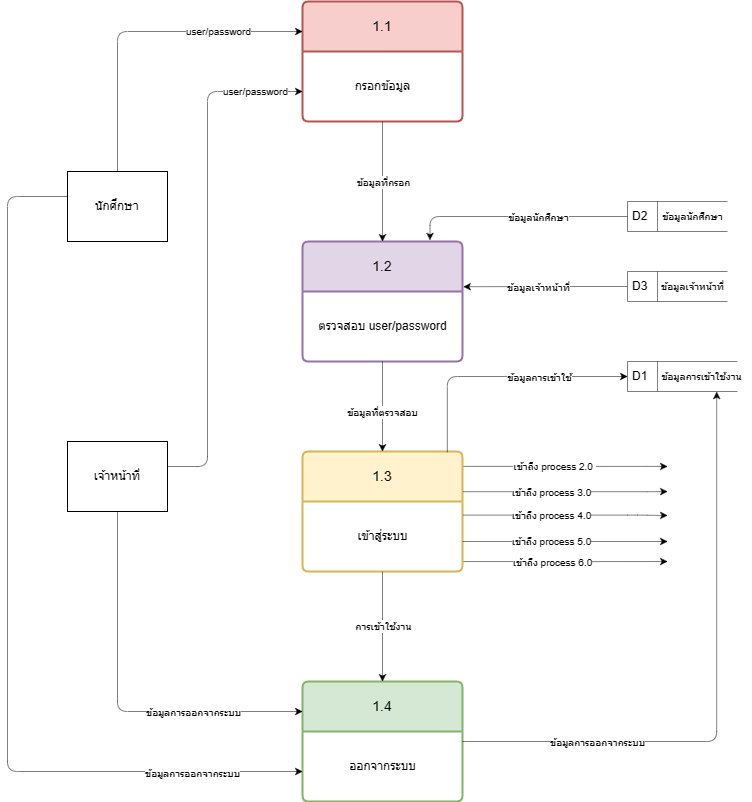 1.1
user/password
กรอกข้อมูล
user/password
นักศึกษา
ข้อมูลที่กรอก
D2 ข้อมูลนักศึกษา
ข้อมูลนักศึกษา
1.2
D3 ข้อมูลเจ้าหน้าที่
ข้อมูลเจ้าหน้าที่
ตรวจสอบ user/password
D1 ข้อมูลการเข้าใช้งาน
ข้อมูลการเข้าใช้
ข้อมูลที่ตรวจสอบ
เจ้าหน้าที่
1.3
เข้าถึง process 2.0
เข้าถึง process 3.0
เข้าถึง process 4.0
เข้าสู่ระบบ
เข้าถึง process 5.0
เข้าถึง process 6.0
การเข้าใช้งาน
1.4
ข้อมูลการออกจากระบบ
ข้อมูลการออกจากระบบ
ออกจากระบบ
ข้อมูลการออกจากระบบ